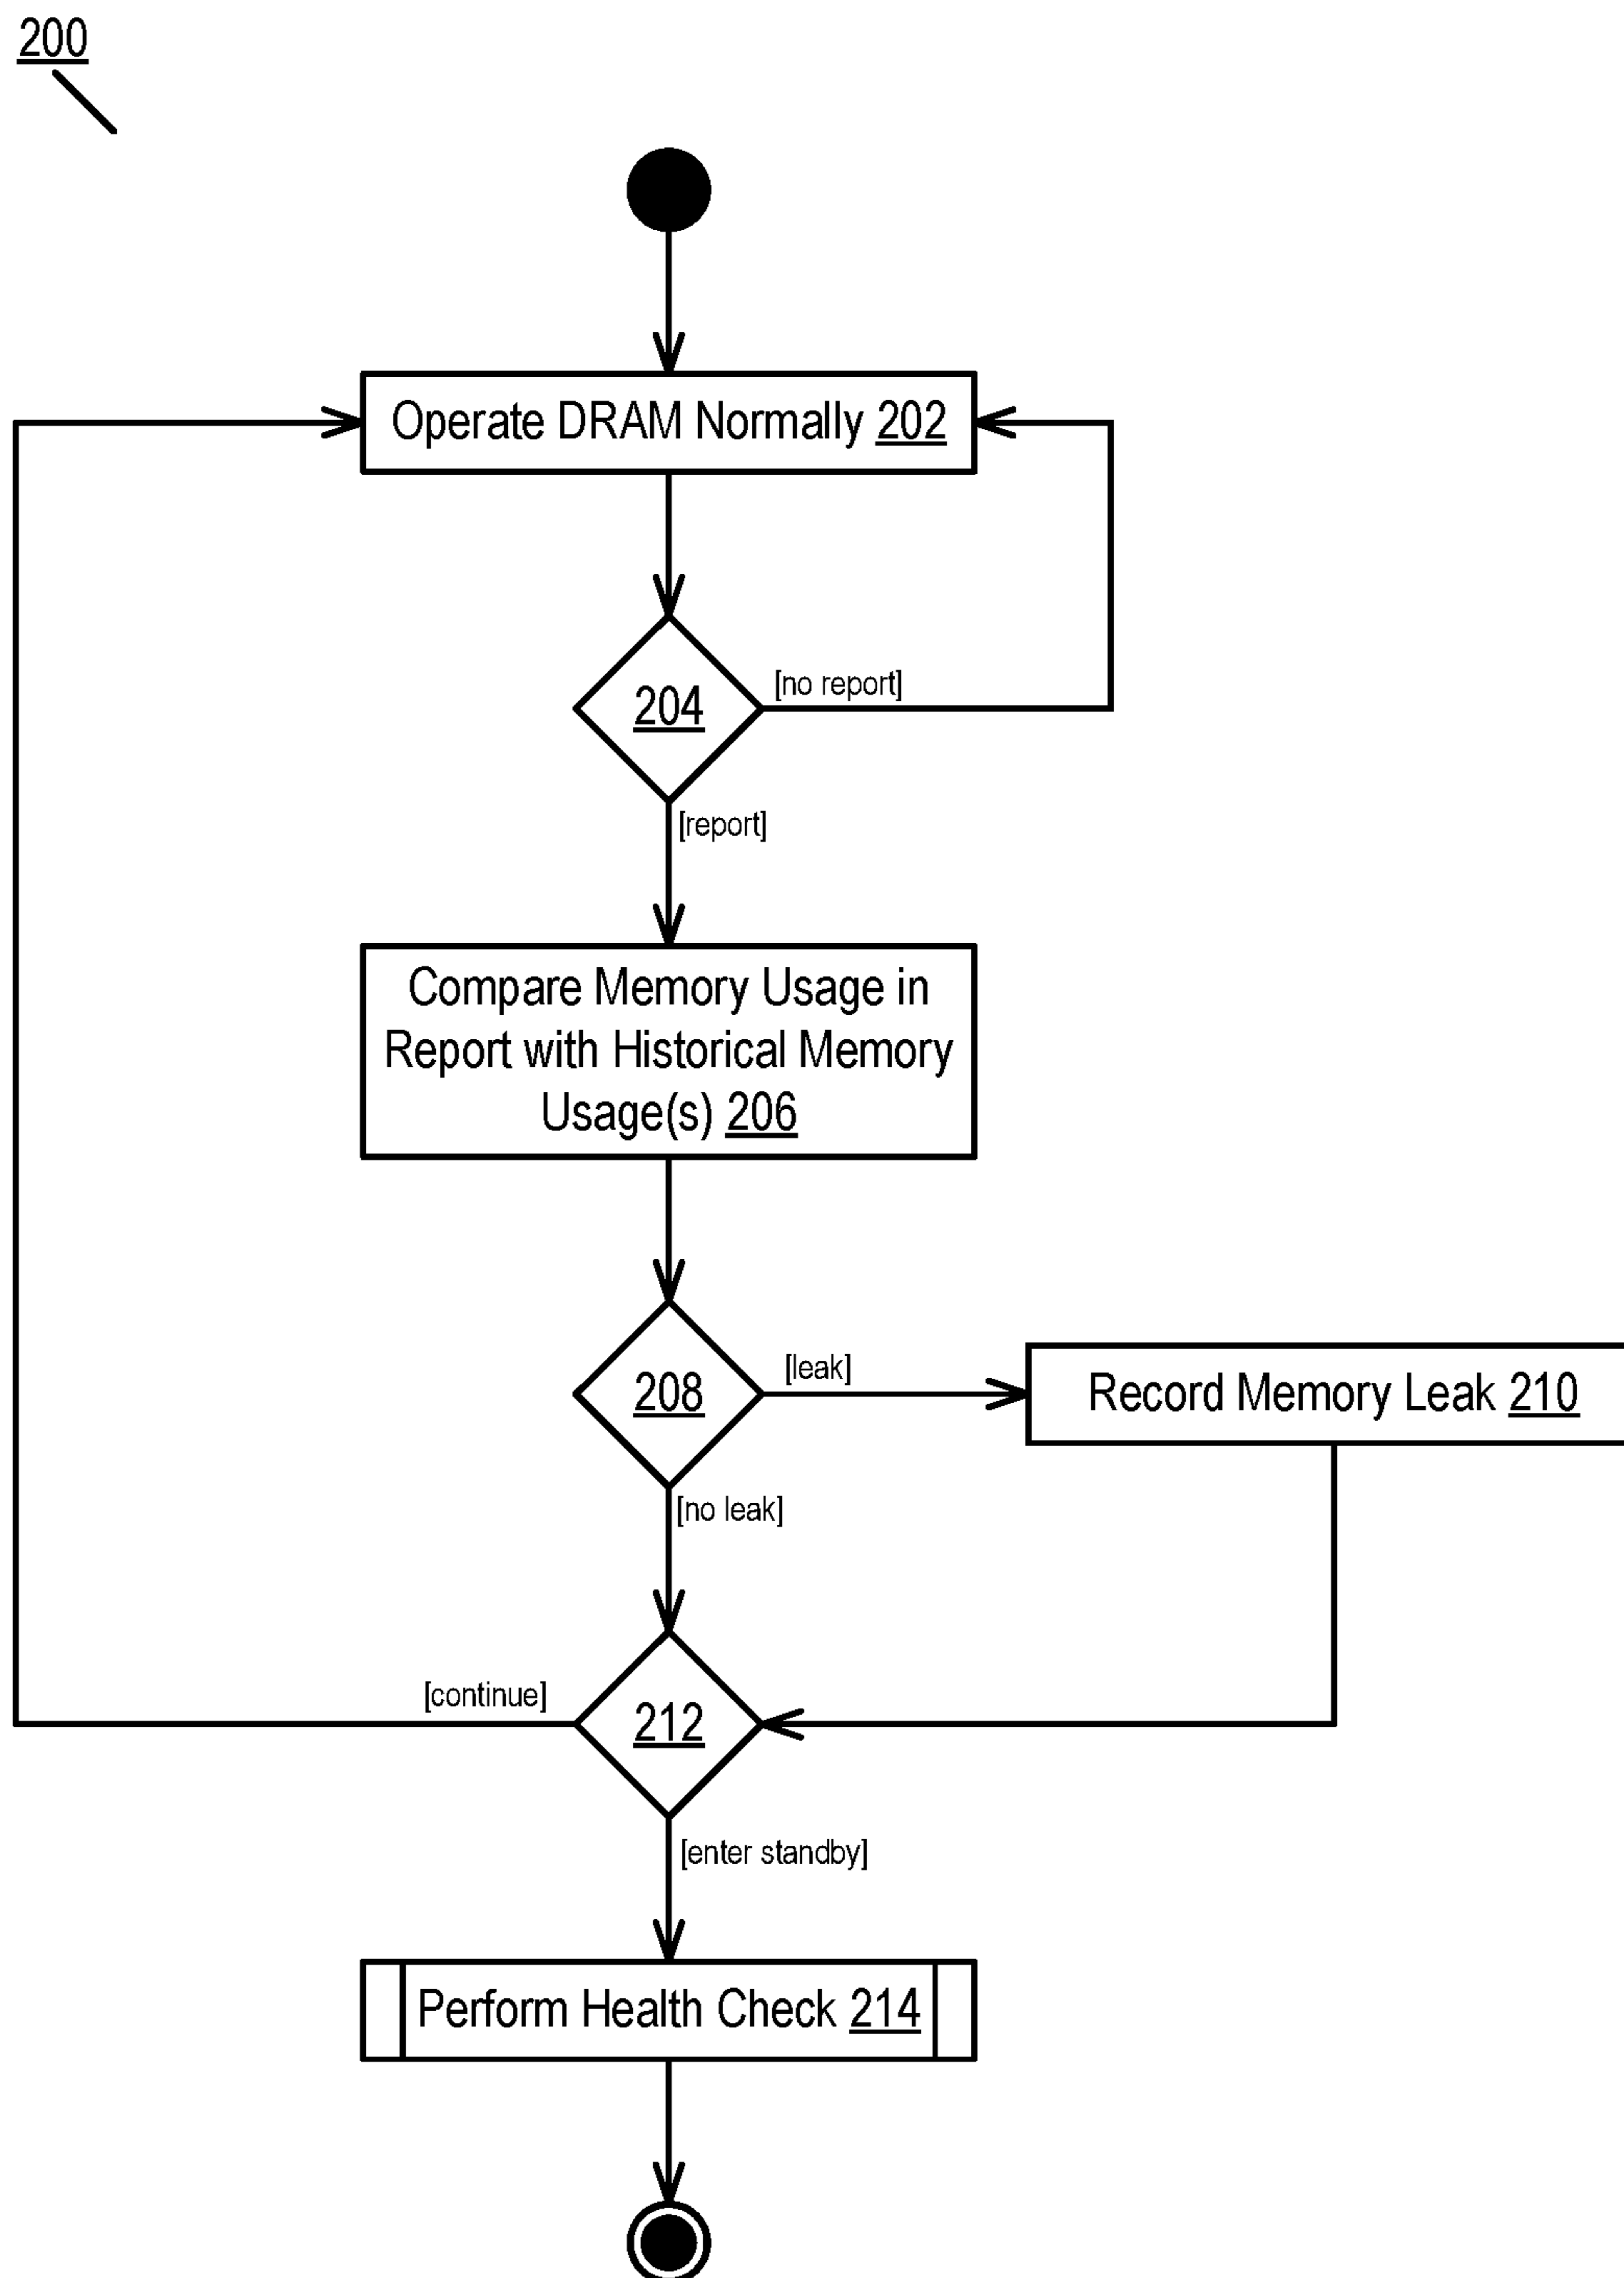 200
Operate DRAM Normally 202
[no report]
204
[report]
Compare Memory Usage in
Report with Historical Memory
Usage(s) 206
[leak]
208
Record Memory Leak 210
[no leak]
[continue]
212
[enter standby]
Perform Health Check 214